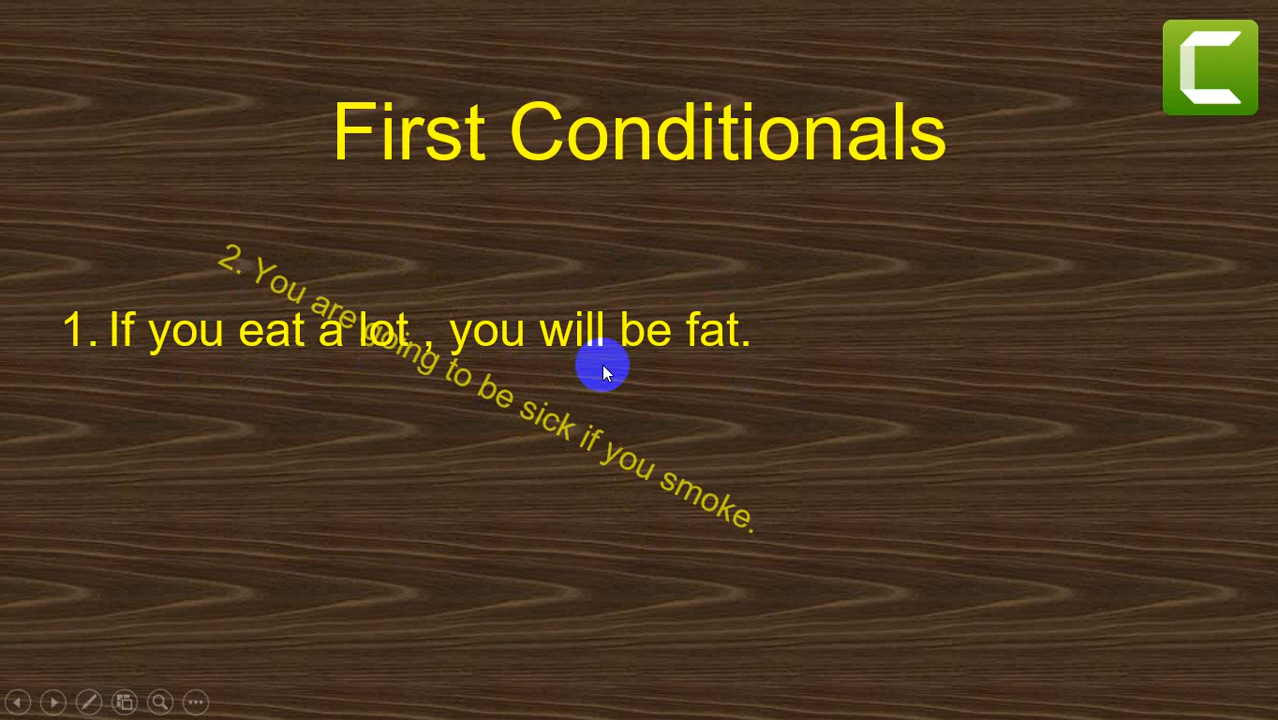 First Conditionals
1. If you eat a lot , you will be fat.
2. You are going to be sick if you smoke.